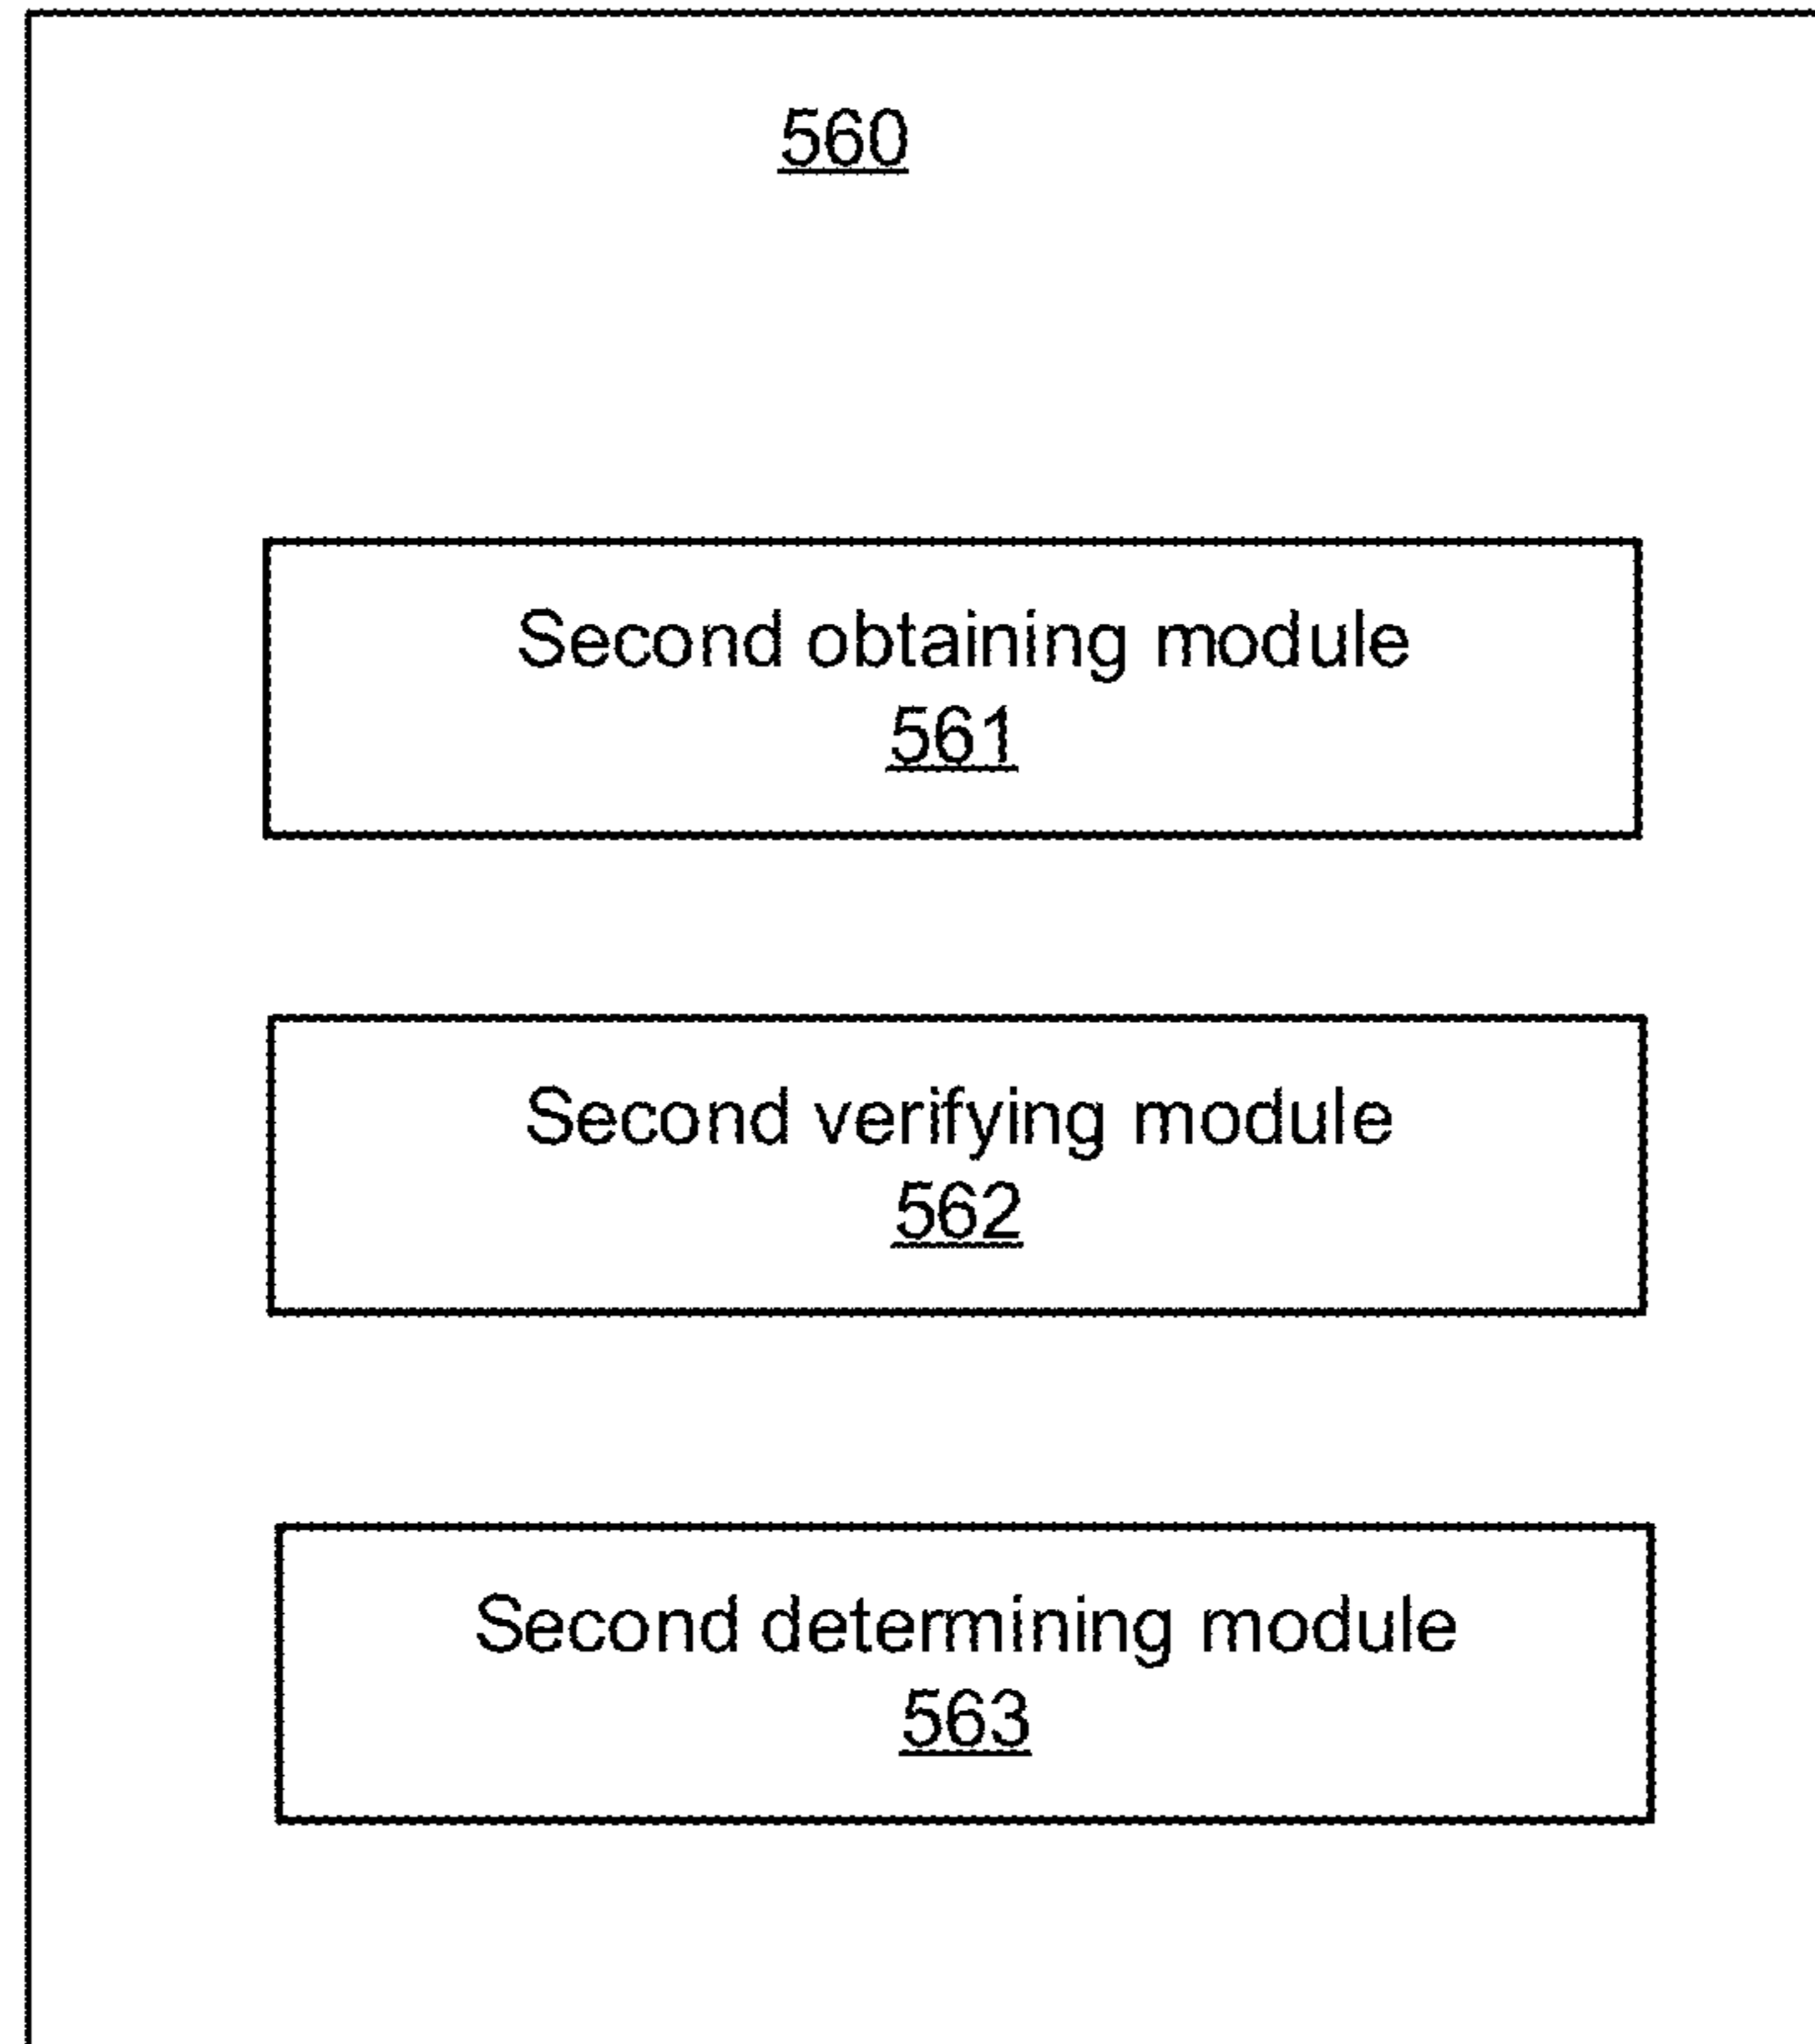 560
Second obtaining module
561
Second verifying module
562
Second determining module
563